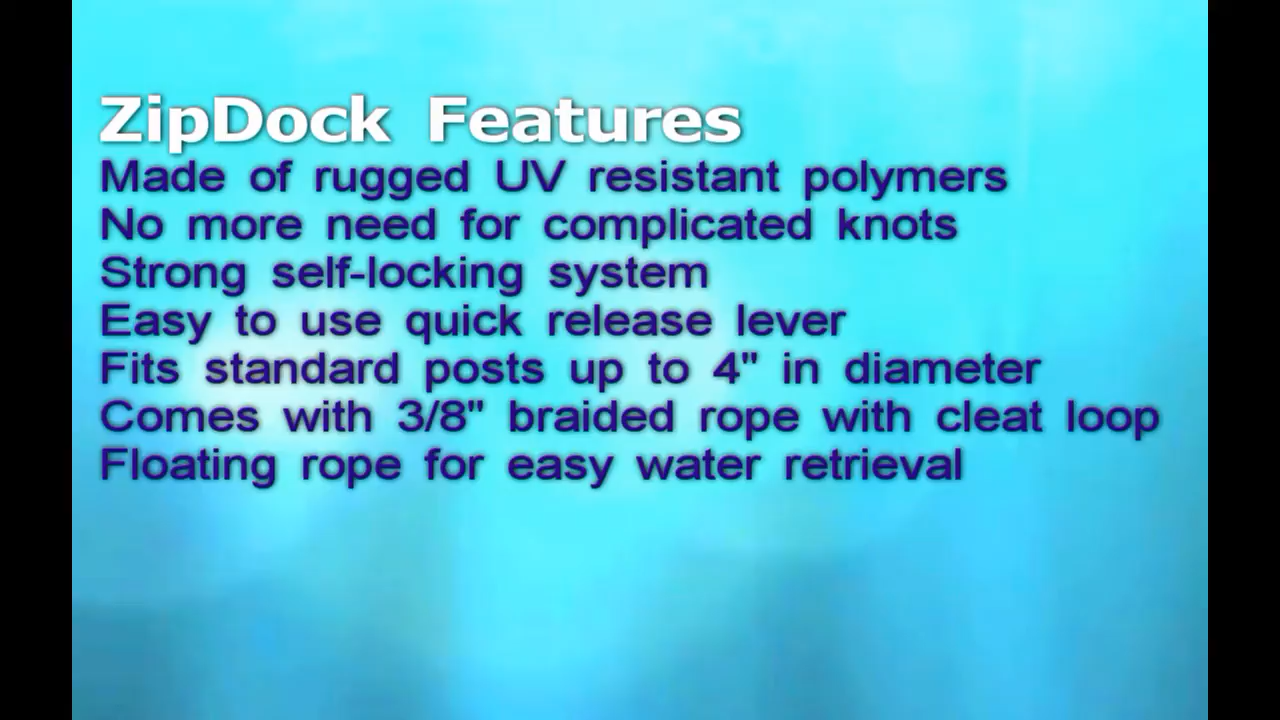 ZipDock Features
Made of rugged UV resistant polymers
No more need for complicated knots
Strong self-locking system
Easy to use quick release lever
Fits standard posts up to 4" in diameter
Comes with 3/8" braided rope with cleat loop
Floating rope for easy water retrieval